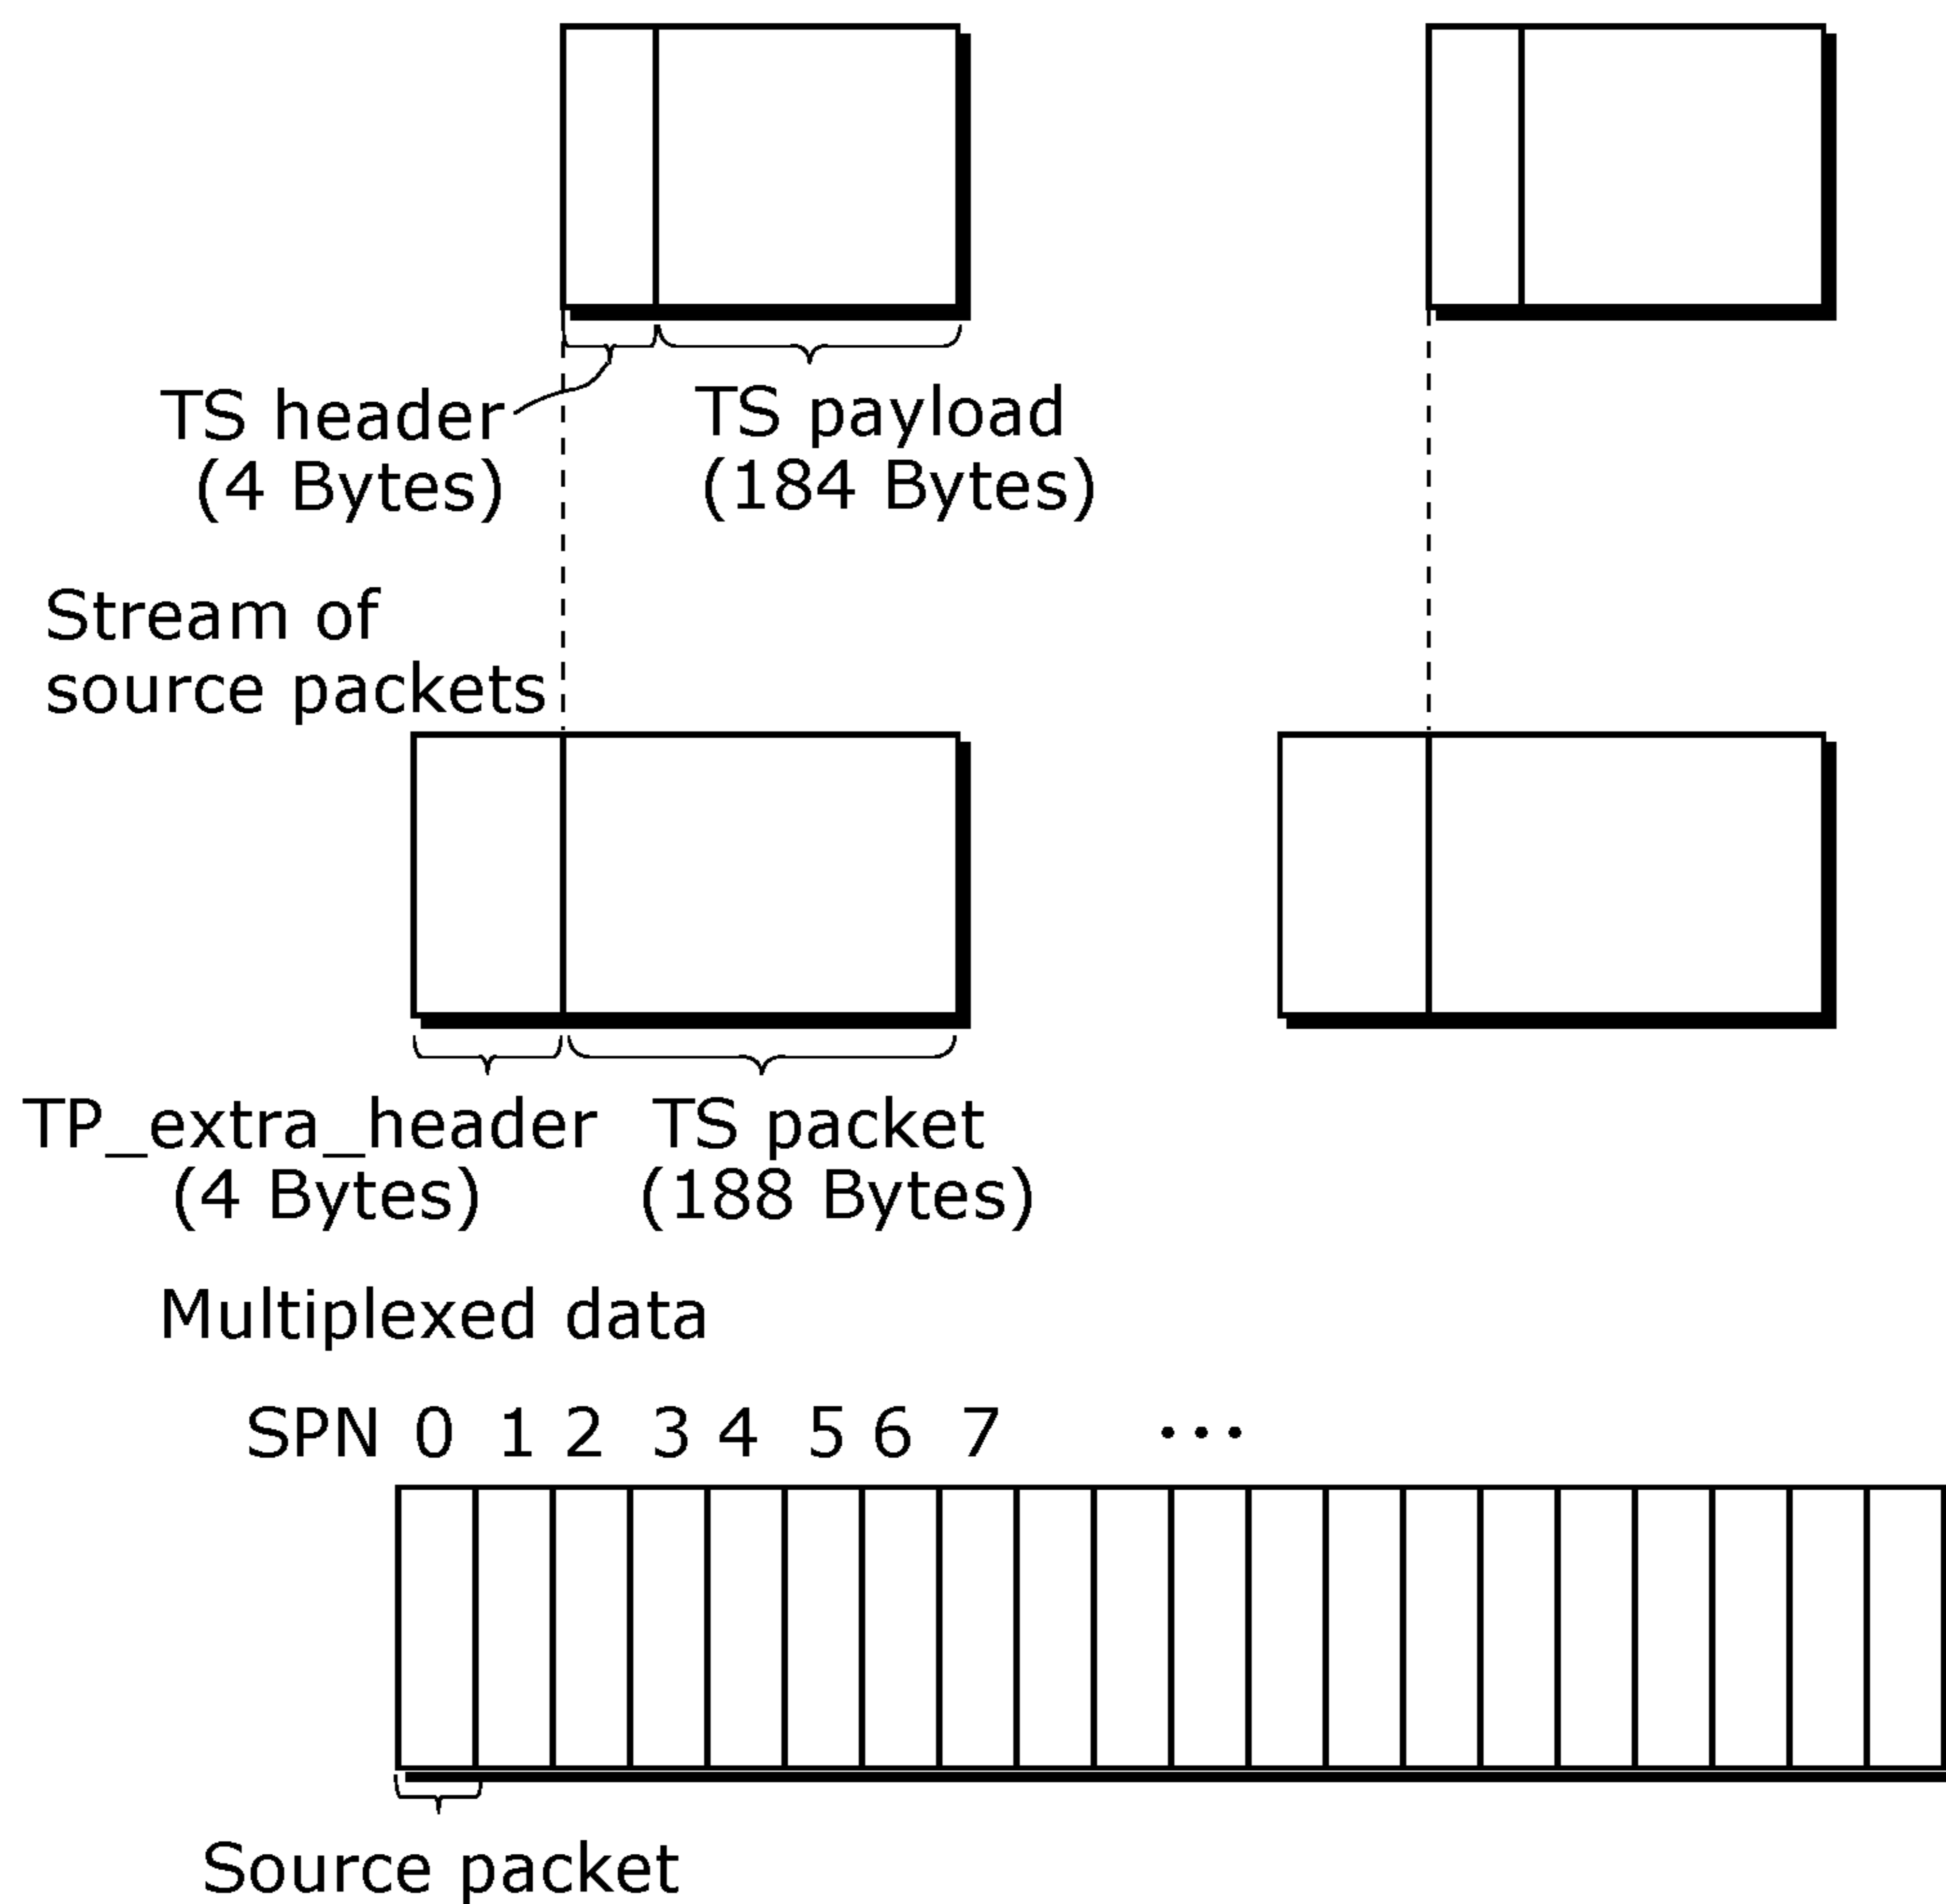 TS header TS payload
(4 Bytes) (184 Bytes)
Stream of
source packets
TP_extra_header TS packet
(4 Bytes) (188 Bytes)
Multiplexed data
SPN 0 1 2 3 4 5 6 7 ···
Source packet